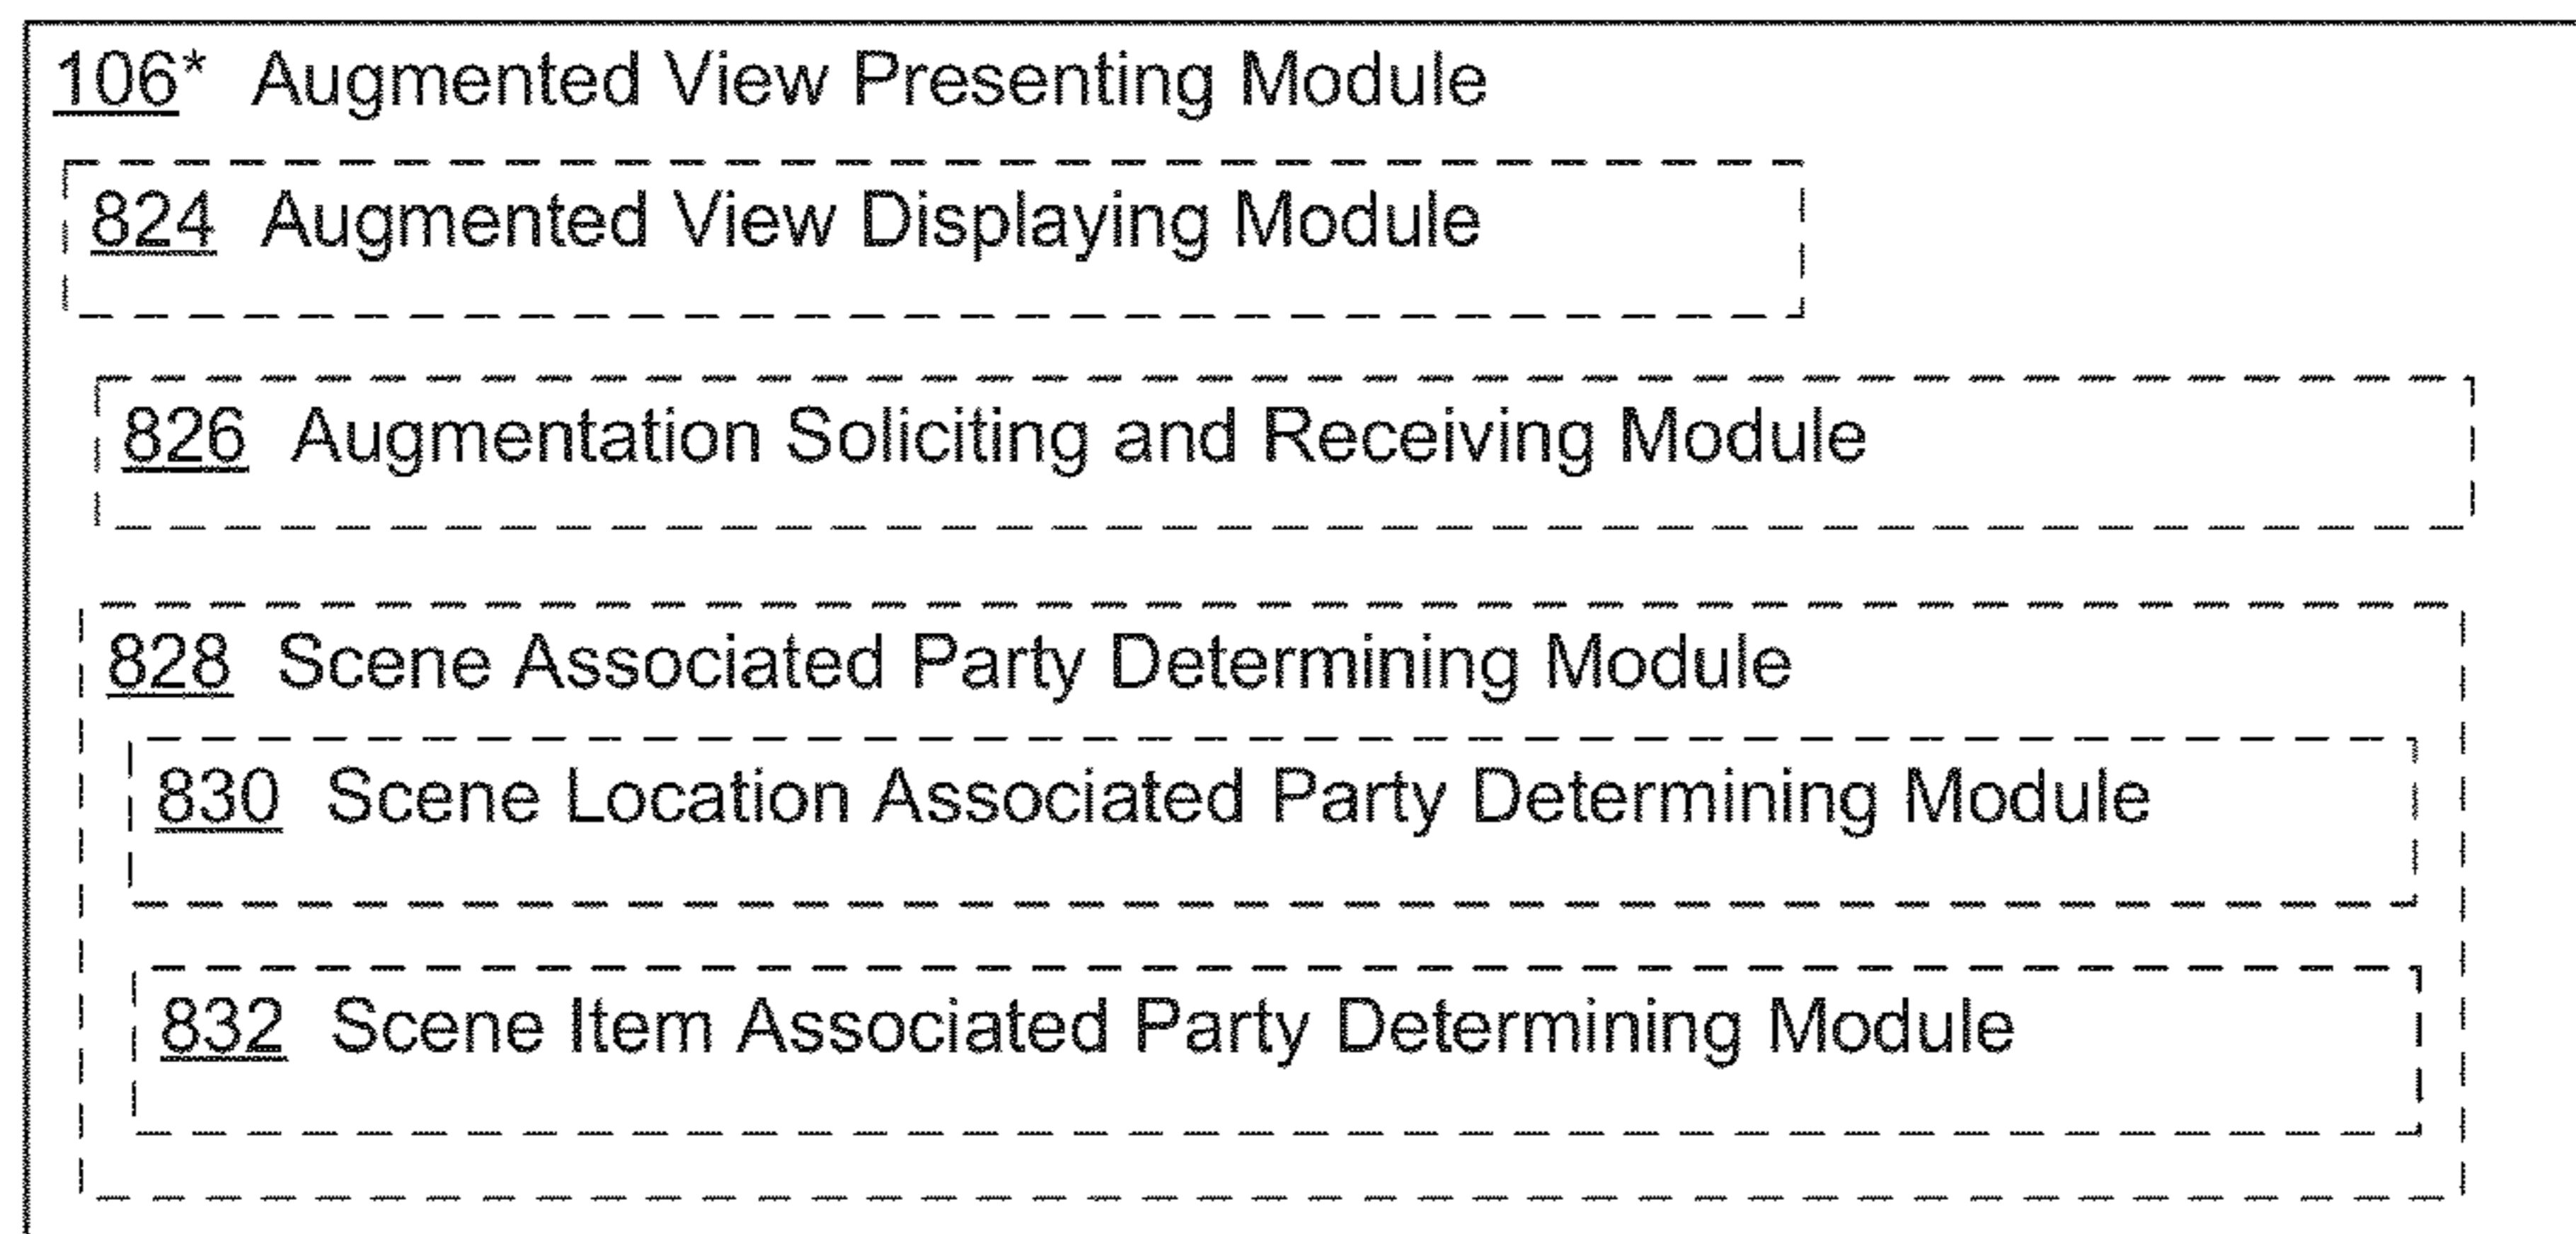 106* Augmented View Presenting Module
824 Augmented View Displaying Module
826 Augmentation Soliciting and Receiving Module
828 Scene Associated Party Determining Module
830 Scene Location Associated Party Determining Module
832 Scene Item Associated Party Determining Module